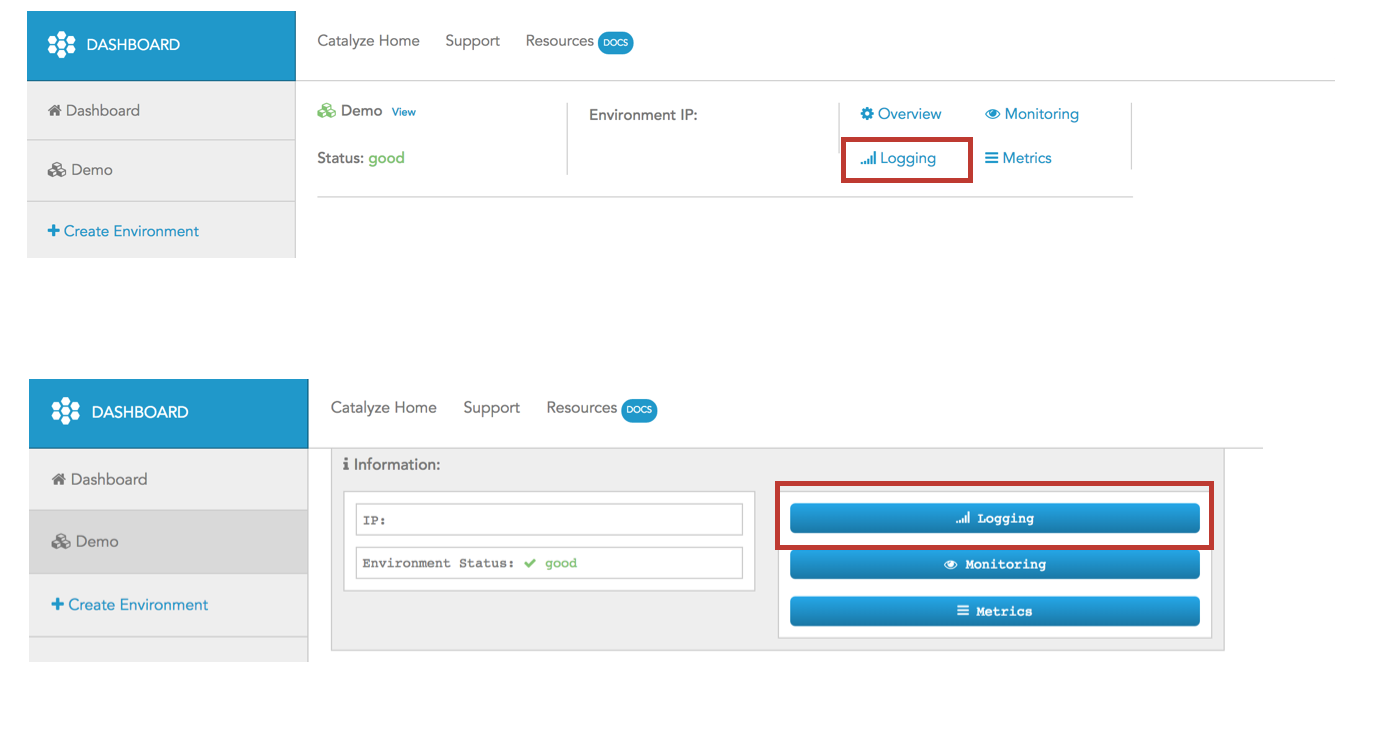 DASHBOARD
Catalyze Home Support Resources DOCS
Dashboard
Demo
Create Environment
Demo View
Status: good
Environment IP:
Overview Monitoring
Logging Metrics
DASHBOARD
Catalyze Home Support Resources DOCS
Dashboard
Demo
Create Environment
Information:
IP:
Environment Status: good
Logging
Monitoring
Metrics